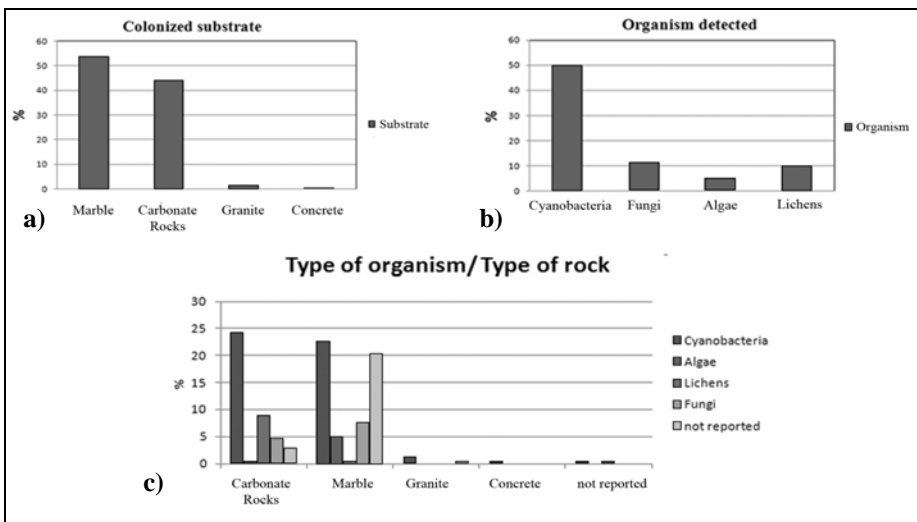 Colonized substrate
60
50
40
30
20
10
0
%
Marble Carbonate Rocks Granite Concrete
Substrate
a)
Organism detected
60
50
40
30
20
10
0
%
Cyanobacteria Fungi Algae Lichens
Organism
b)
Type of organism/ Type of rock
30
25
20
15
10
5
0
%
Carbonate Rocks Marble Granite Concrete not reported
Cyanobacteria
Algae
Lichens
Fungi
not reported
c)